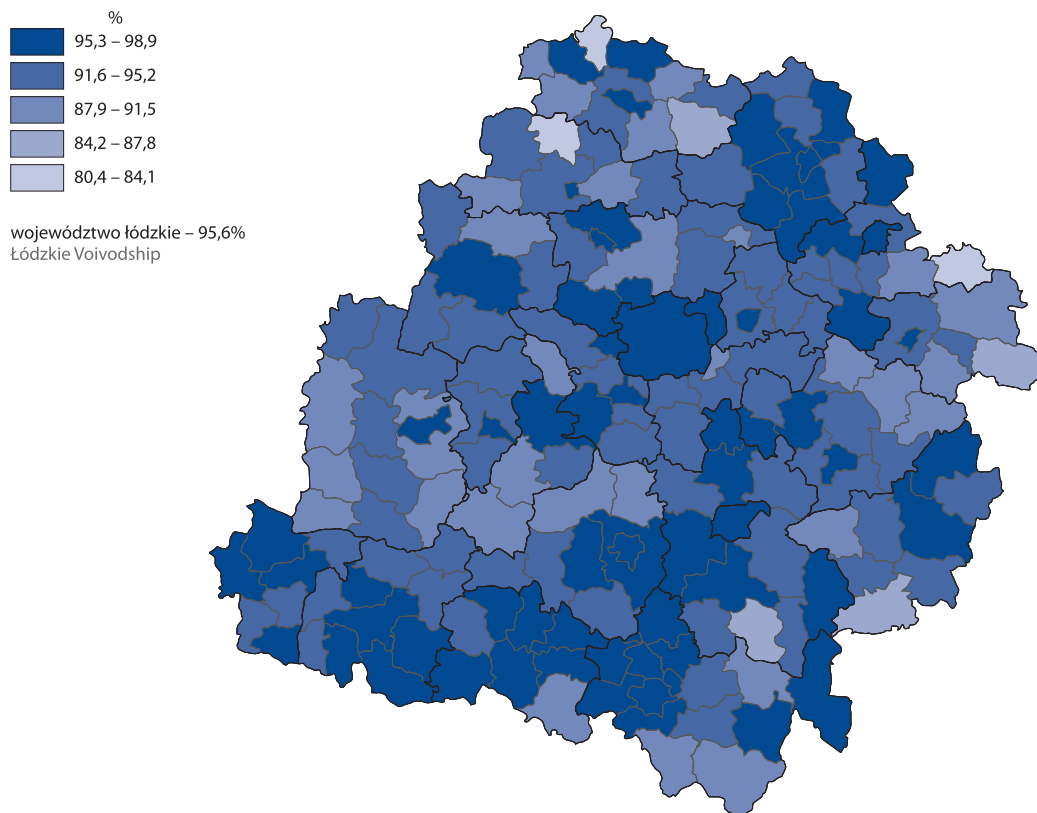 %
95,3 – 98,9
91,6 – 95,2
87,9 – 91,5
84,2 – 87,8
80,4 – 84,1
województwo łódzkie – 95,6%
Łódzkie Voivodship